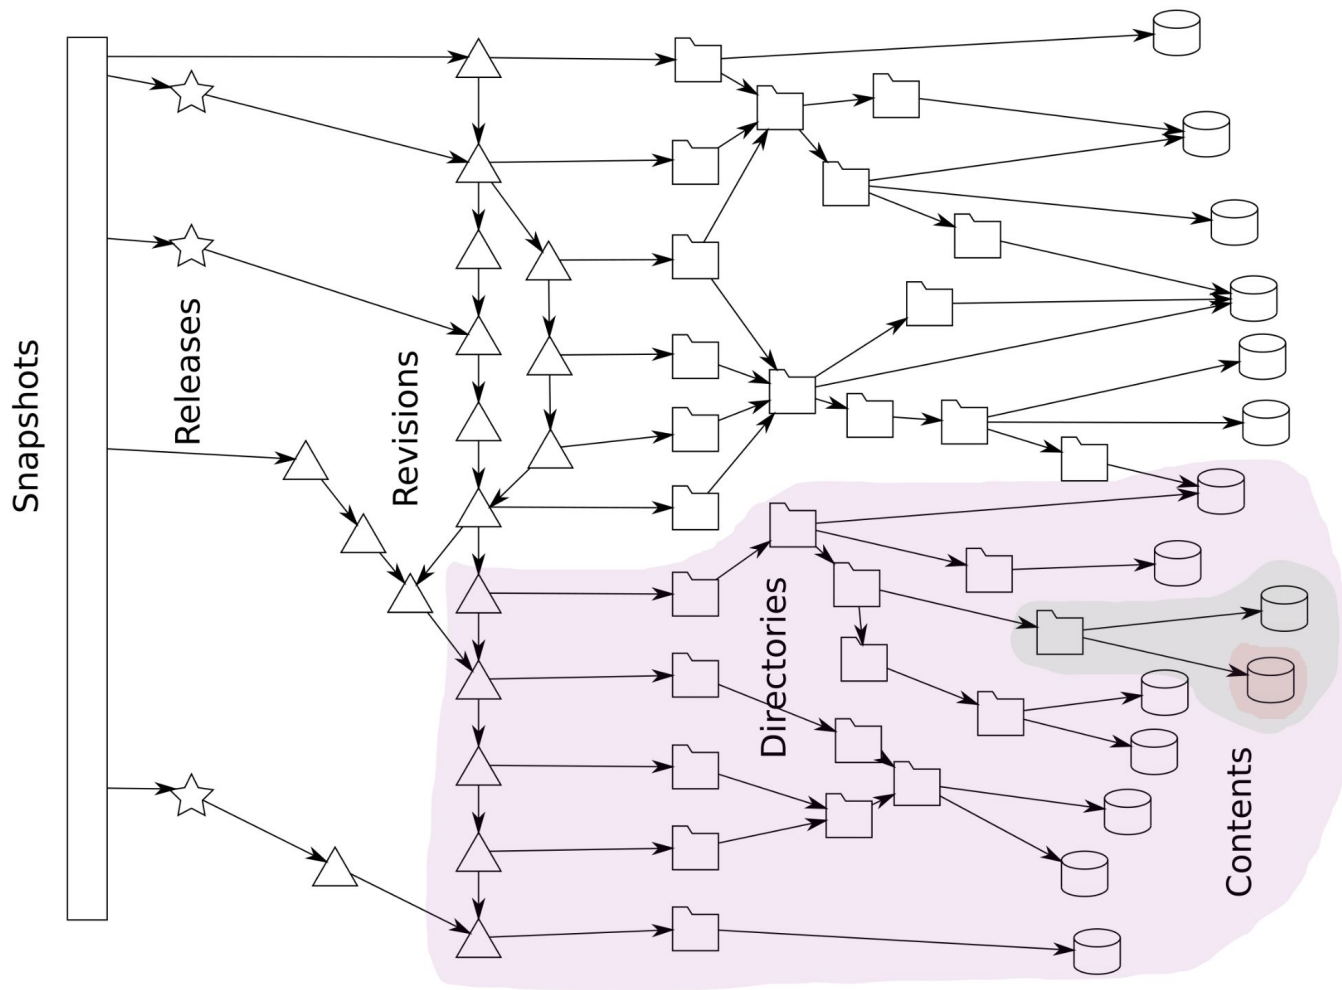 Snapshots
Releases
Revisions
Directories
Contents